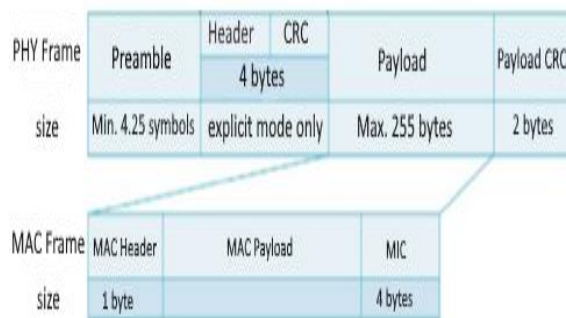 PHY Frame Preamble Header CRC Payload Payload CRC
4 bytes
size Min. 4.25 symbols explicit mode only Max. 255 bytes 2 bytes
MAC Frame MAC Header MAC Payload MIC
size 1 byte 4 bytes